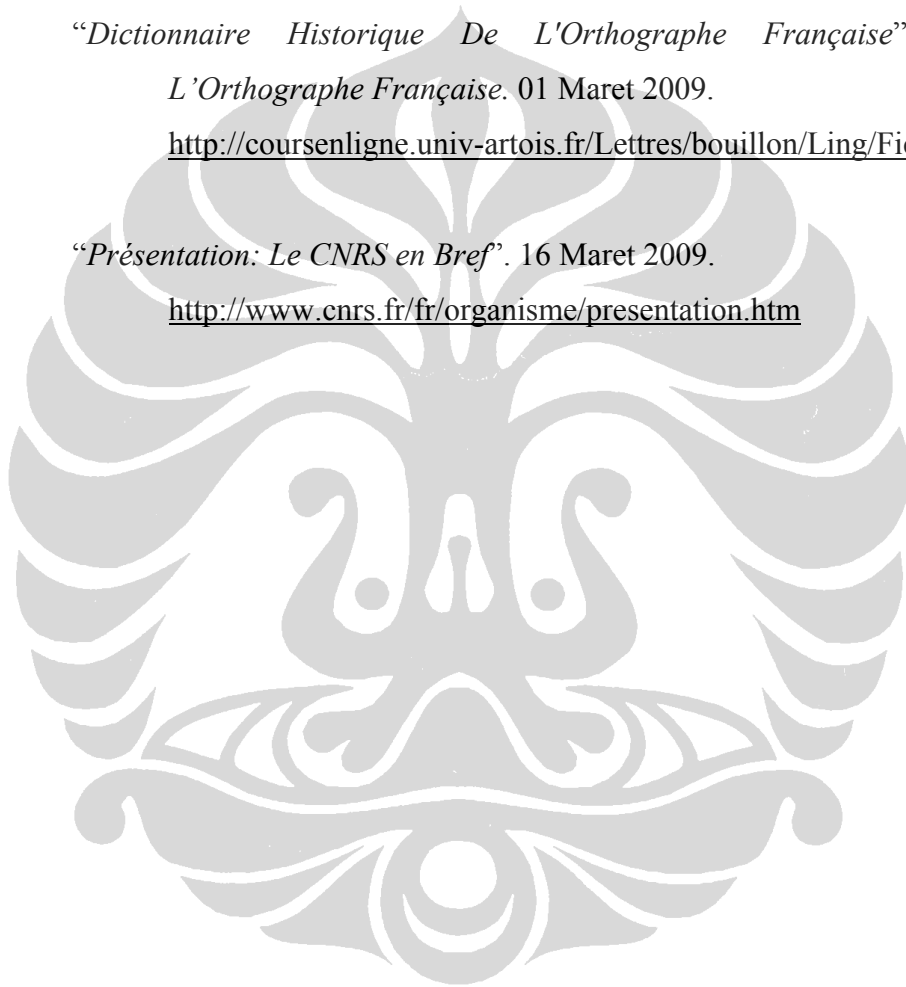 “Dictionnaire Historique De L'Orthographe Française”
L’Orthographe Française. 01 Maret 2009.
http://coursenligne.univ-artois.fr/Lettres/bouillon/Ling/
“Présentation: Le CNRS en Bref”. 16 Maret 2009.
http://www.cnrs.fr/fr/organisme/presentation.htm